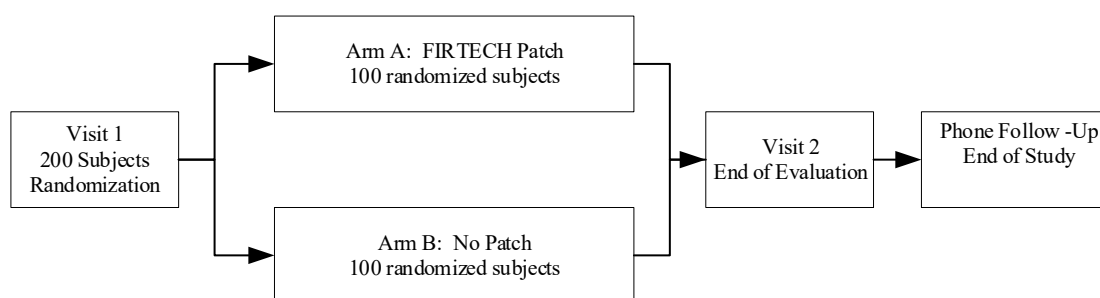 Visit 1
200 Subjects
Randomization
Arm A:  FIRTECH Patch
100 randomized subjects
Arm B:  No Patch
100 randomized subjects
Visit 2
End of Evaluation
Phone Follow -Up
End of Study